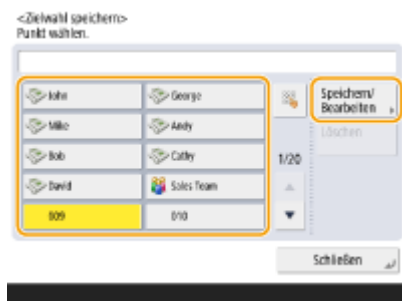 <Zielwahl speichern>
Punkt wählen.
John
George
Speichern/
Bearbeiten
Mike
Andy
Löschen
Bob
Cathy
1/20
David
Sales Team
009
010
Schließen